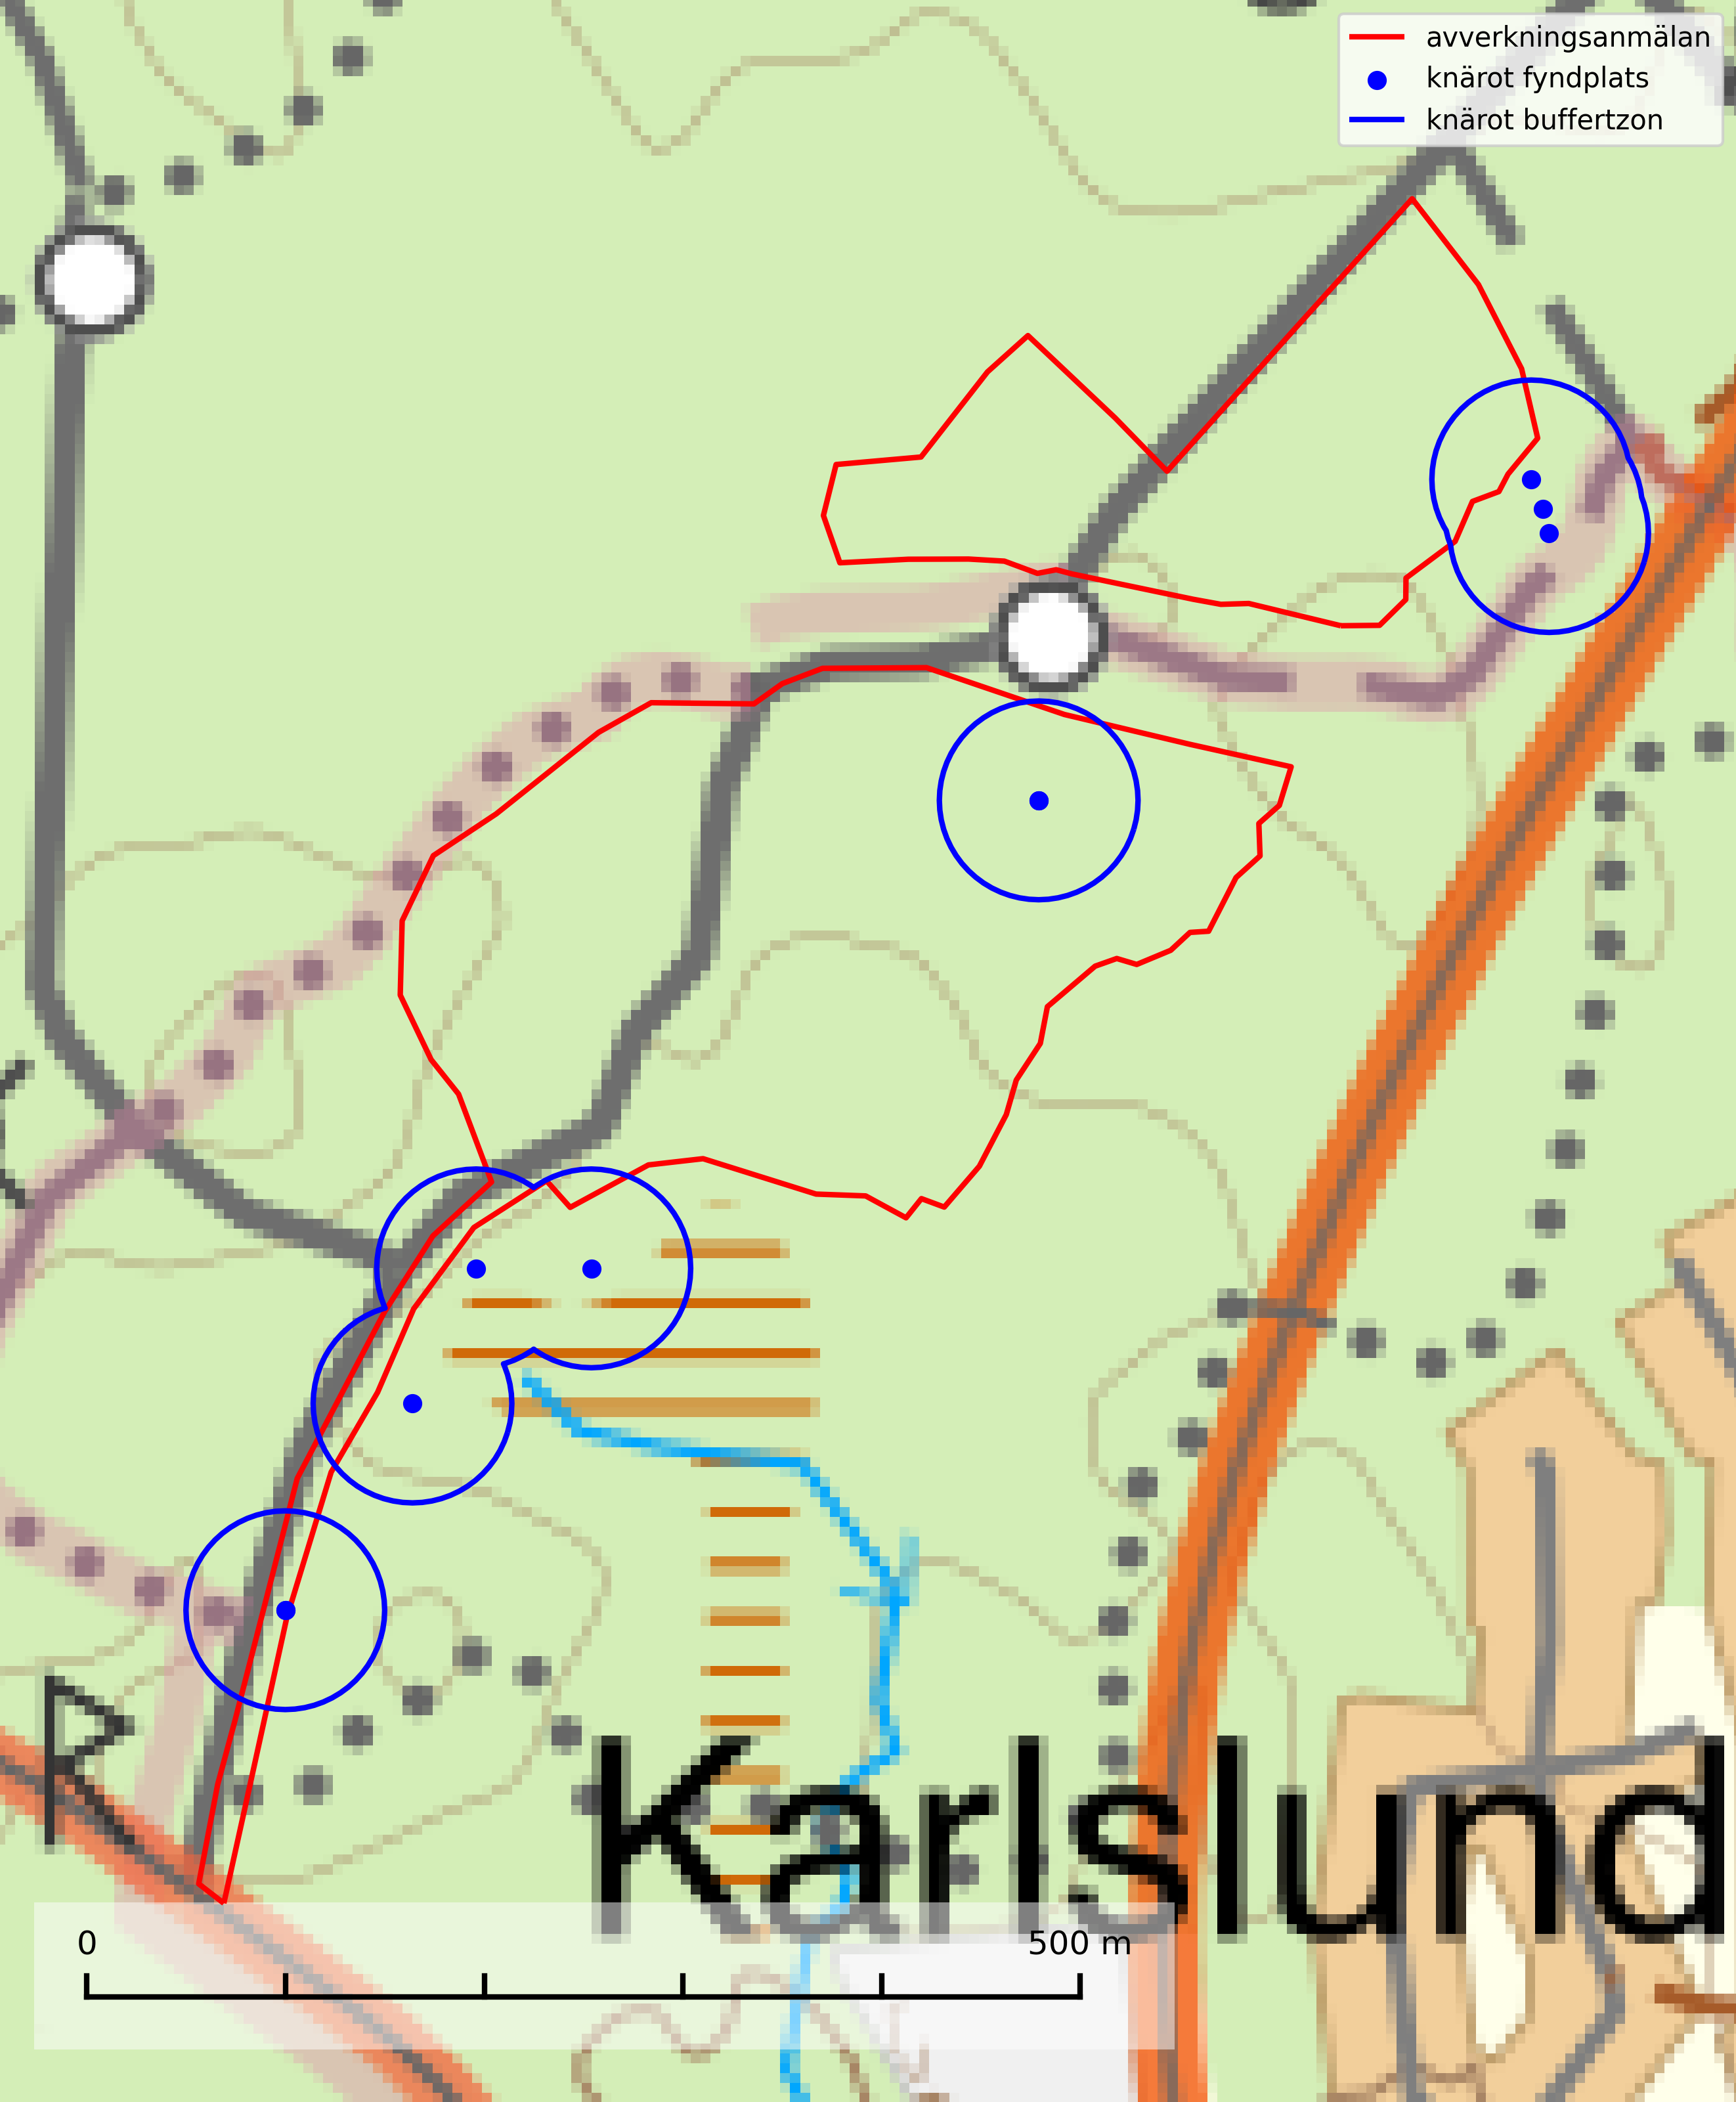 avverkningsanmälan
knärot fyndplats
knärot buffertzon
Karlslund
0 500 m